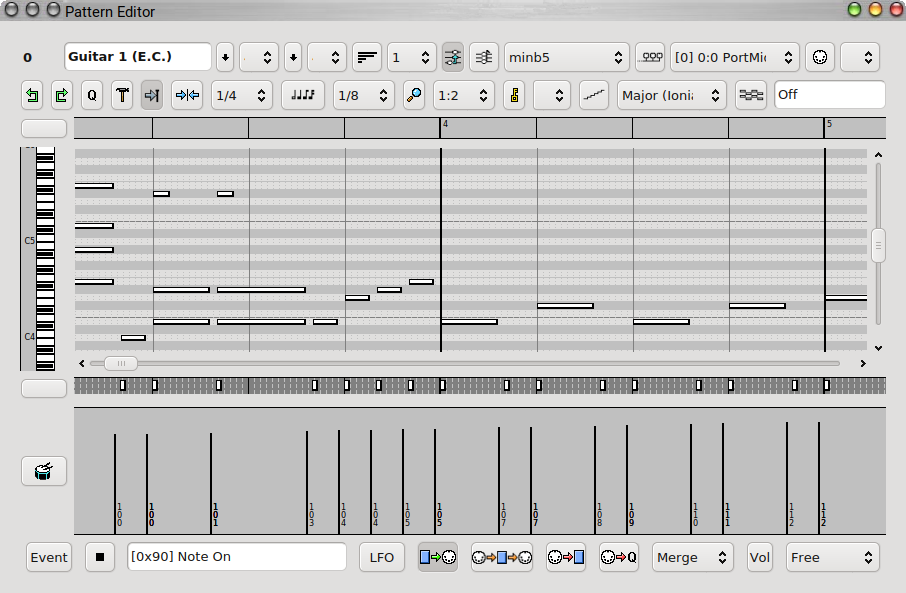 Pattern Editor
0 Guitar 1 (E.C.) 1 minb5 [0] 0:0 PortMi
Q T 1/4 1/8 1:2 Major (Ioni Off
4 5
C5
C4
100 100 101 103 104 104 105 105 107 107 108 109 110 111 112 112
Event [0x90] Note On LFO Q Merge Vol Free